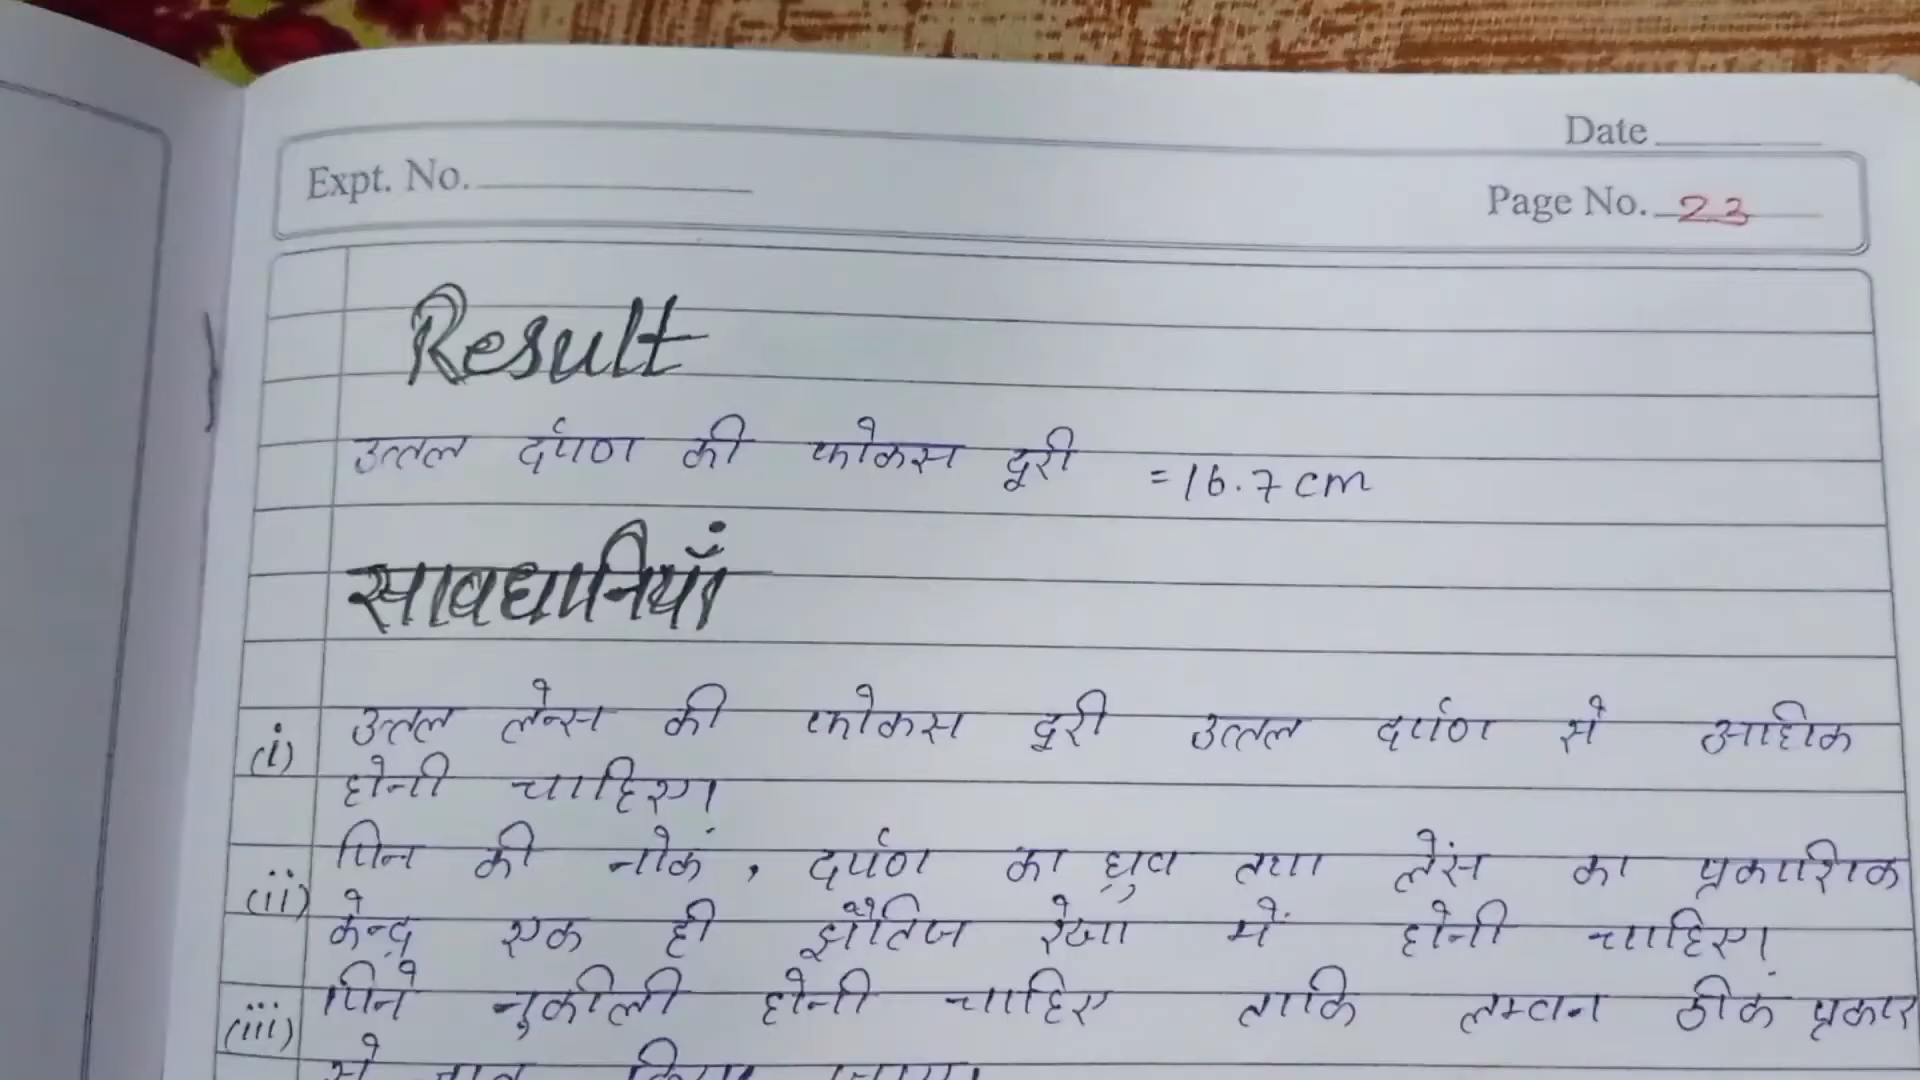 Date
Expt. No.
Page No. 23
Result
उत्तल दर्पण की फोकस दूरी = 16.7 cm
सावधानियाँ
(i) उत्तल लेन्स की फोकस दूरी उत्तल दर्पण से अधिक
होनी चाहिए।
(ii) पिन की नोक, दर्पण का ध्रुव तथा लेंस का प्रकाशिक
केन्द्र एक ही क्षैतिज रेखा में होनी चाहिए।
(iii) पिने नुकीली होनी चाहिए ताकि लम्बन ठीक प्रकार
से